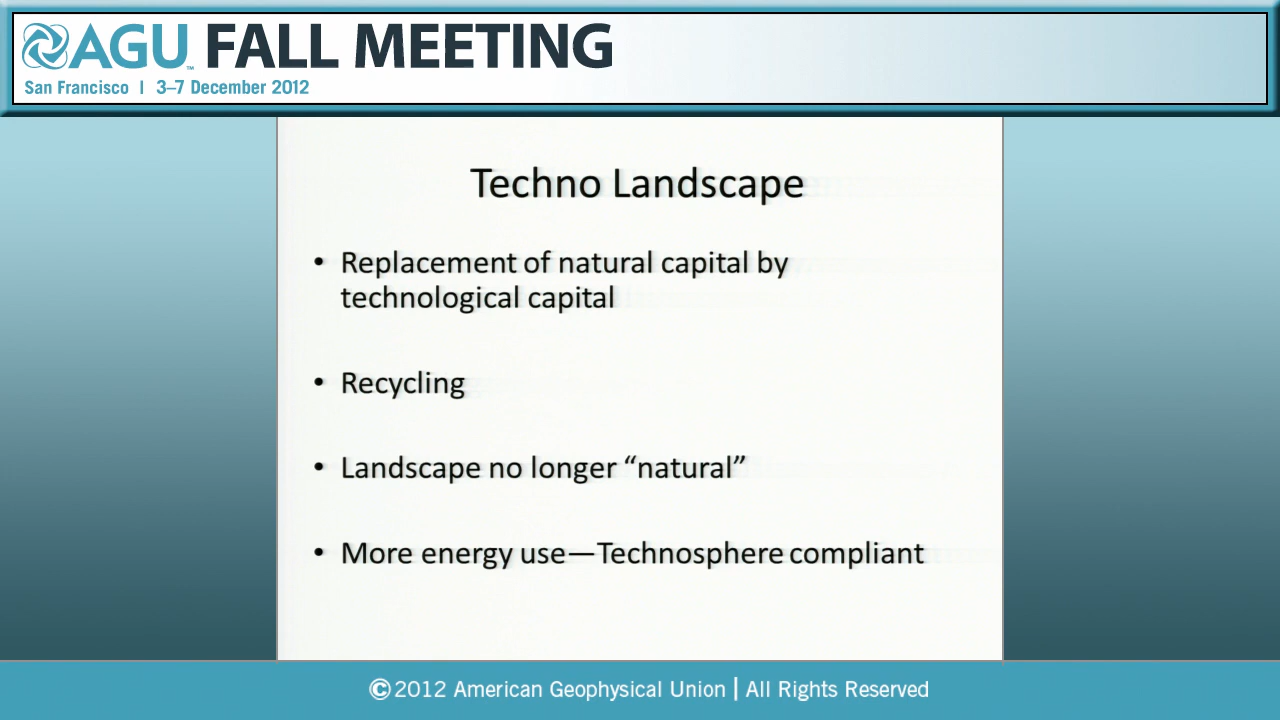 AGU™ FALL MEETING
San Francisco | 3–7 December 2012
Techno Landscape
• Replacement of natural capital by
technological capital
• Recycling
• Landscape no longer “natural”
• More energy use—Technosphere compliant
©2012 American Geophysical Union | All Rights Reserved